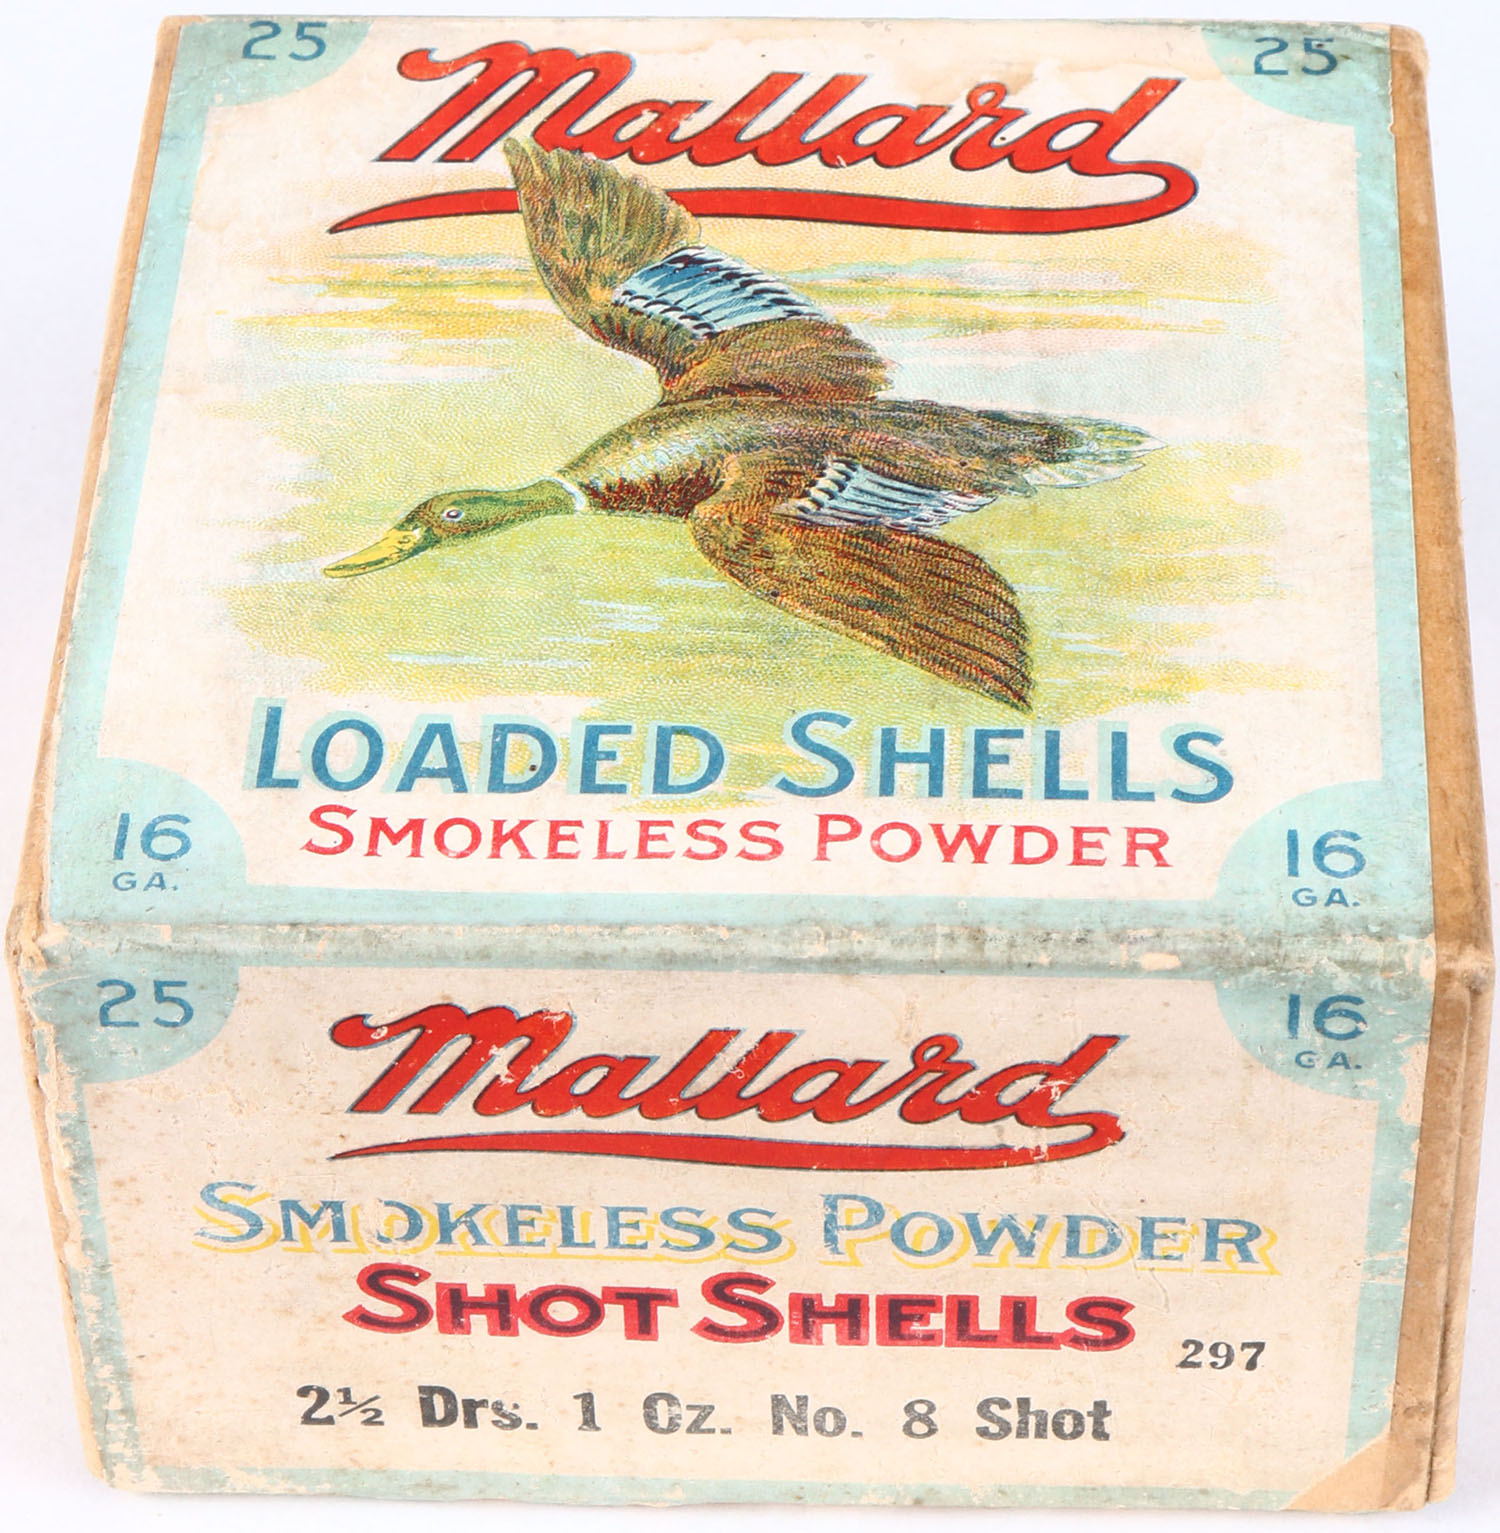 25 25
Mallard
LOADED SHELLS
SMOKELESS POWDER
16 GA. 16 GA.
25 16 GA.
Mallard
SMOKELESS POWDER
SHOT SHELLS
297
2½ Drs. 1 Oz. No. 8 Shot